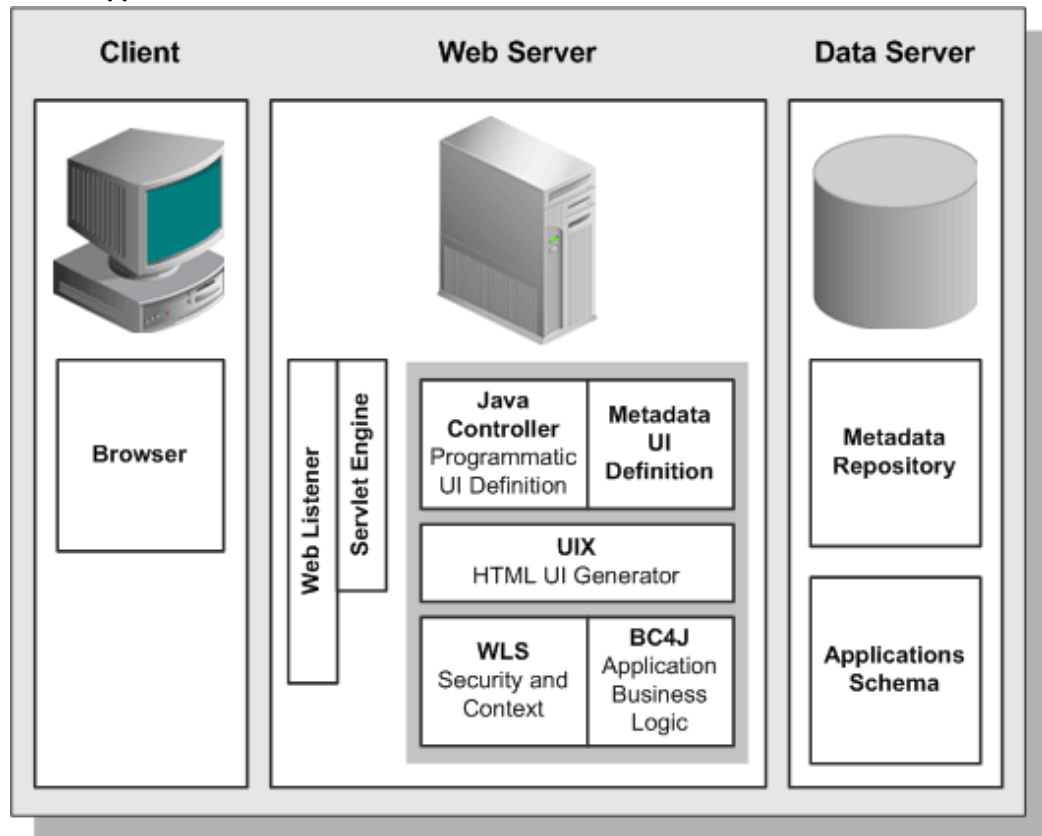 Client
Web Server
Data Server
Browser
Web Listener
Servlet Engine
Java
Controller
Programmatic
UI Definition
Metadata
UI
Definition
UIX
HTML UI Generator
WLS
Security and
Context
BC4J
Application
Business
Logic
Metadata
Repository
Applications
Schema